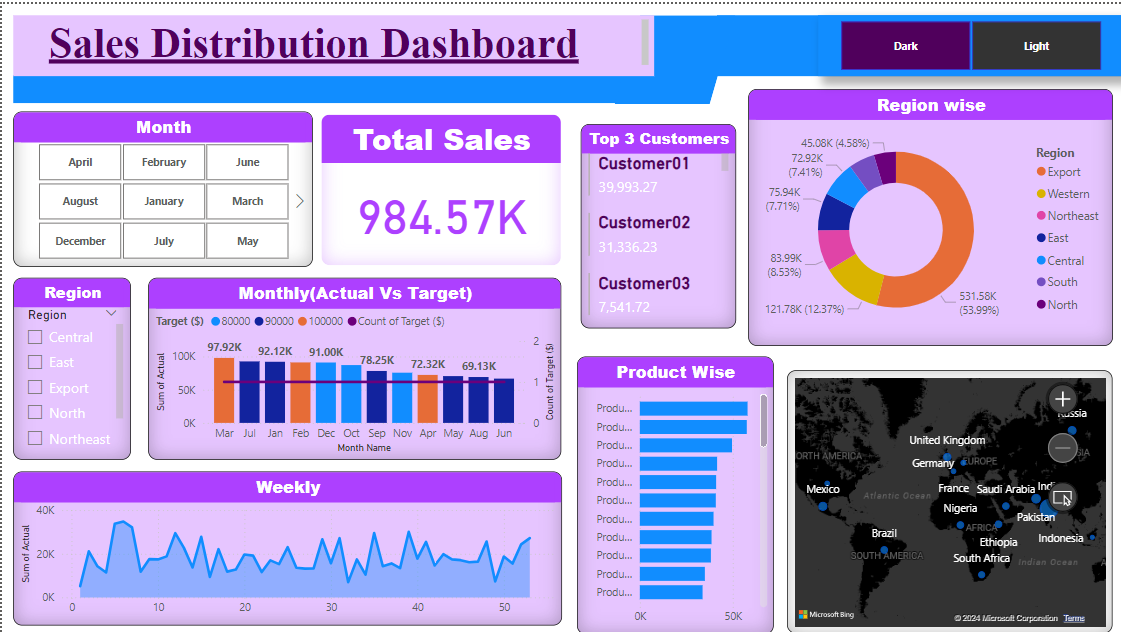 Sales Distribution Dashboard
Dark
Light
Month
April
February
June
August
January
March
December
July
May
Total Sales
984.57K
Top 3 Customers
Customer01
39,993.27
Customer02
31,336.23
Customer03
7,541.72
Region wise
45.08K (4.58%)
72.92K
(7.41%)
75.94K
(7.71%)
83.99K
(8.53%)
121.78K (12.37%)
531.58K
(53.99%)
Region
Export
Western
Northeast
East
Central
South
North
Region
Region
Central
East
Export
North
Northeast
Monthly(Actual Vs Target)
Target ($)
80000
90000
100000
Count of Target ($)
Sum of Actual
100K
50K
0K
97.92K
92.12K
91.00K
78.25K
72.32K
69.13K
2
1
0
Count of Target ($)
Mar Jul Jan Feb Dec Oct Sep Nov Apr May Aug Jun
Month Name
Weekly
Sum of Actual
40K
20K
0K
0 10 20 30 40 50
Product Wise
Produ...
Produ...
Produ...
Produ...
Produ...
Produ...
Produ...
Produ...
Produ...
Produ...
Produ...
0K 50K
Russia
United Kingdom
ORTH AMERICA
SIA
Germany
EUROPE
Mexico
Atlantic Ocean
France
Saudi Arabia
Indi
Nigeria
Pakistan
AFRICA
Brazil
Ethiopia
Indonesia
SOUTH AMERICA
South Africa
Indian Ocean
A
Microsoft Bing
© 2024 Microsoft Corporation Terms